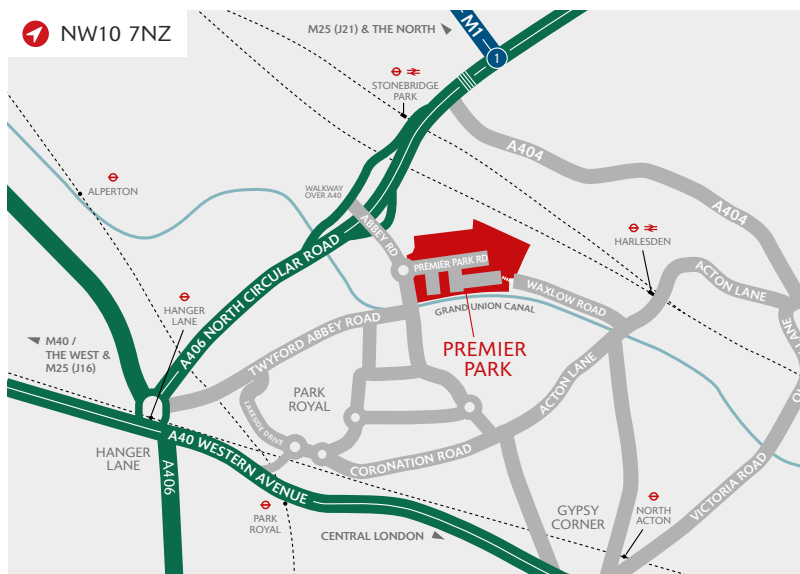 NW10 7NZ
M25 (J21) & THE NORTH
M1
1
STONEBRIDGE
PARK
A404
ALPERTON
WALKWAY
OVER A40
ABBEY RD
A404
HARLESDEN
A406 NORTH CIRCULAR ROAD
PREMIER PARK RD
WAXLOW ROAD
ACTON LANE
HANGER
LANE
GRAND UNION CANAL
TWYFORD ABBEY ROAD
M40 /
THE WEST &
M25 (J16)
PREMIER
PARK
ACTON LANE
PARK
ROYAL
LAKESIDE DRIVE
HANGER
LANE
A40 WESTERN AVENUE
CORONATION ROAD
A406
VICTORIA ROAD
PARK
ROYAL
GYPSY
CORNER
NORTH
ACTON
CENTRAL LONDON